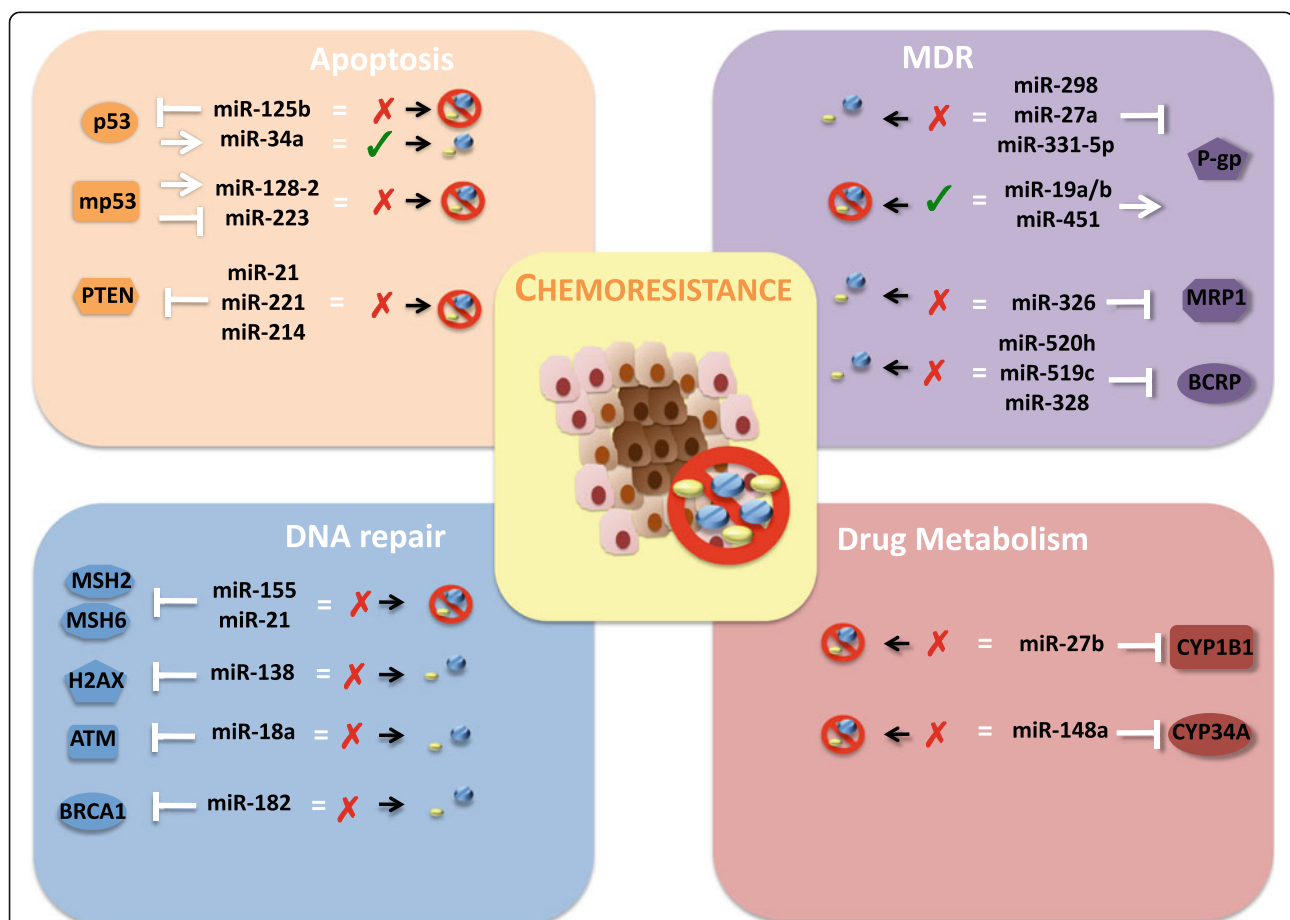 Apoptosis
p53
miR-125b =
miR-34a =
mp53
miR-128-2
miR-223
=
PTEN
miR-21
miR-221 =
miR-214
MDR
miR-298
= miR-27a
miR-331-5p
P-gp
= miR-19a/b
miR-451
= miR-326
MRP1
miR-520h
= miR-519c
miR-328
BCRP
CHEMORESISTANCE
DNA repair
MSH2
MSH6
miR-155 =
miR-21
H2AX
miR-138 =
ATM
miR-18a =
BRCA1
miR-182 =
Drug Metabolism
= miR-27b
CYP1B1
= miR-148a
CYP34A